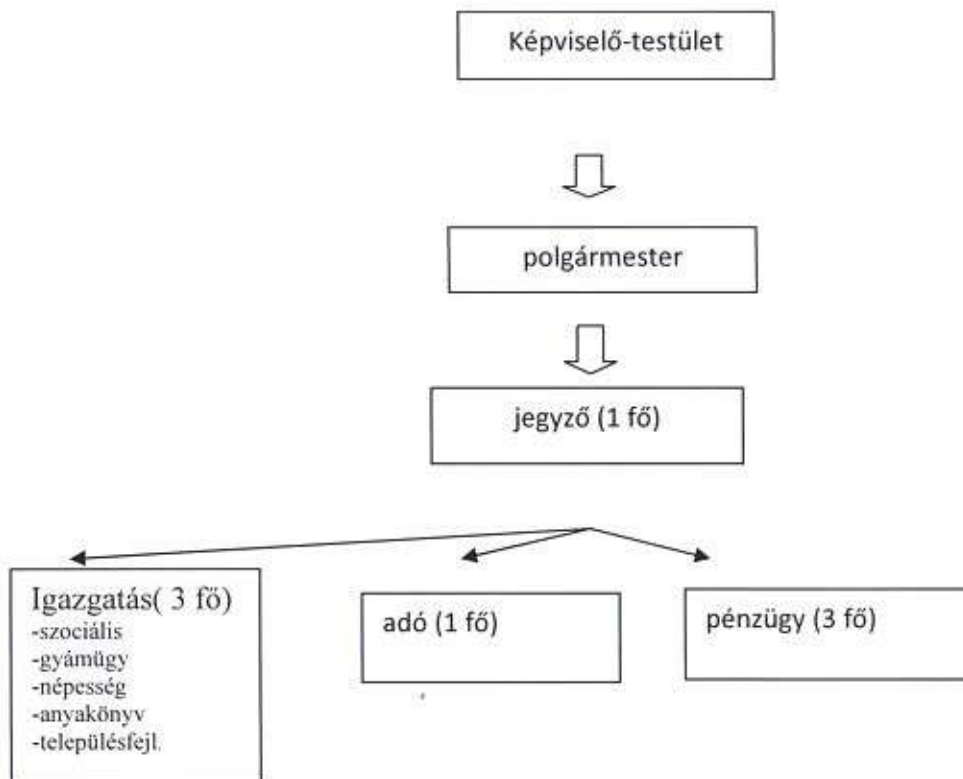 Képviselő-testület
polgármester
jegyző (1 fő)
Igazgatás( 3 fő)
-szociális
-gyámügy
-népesség
-anyakönyv
-településfejl.
adó (1 fő)
pénzügy (3 fő)